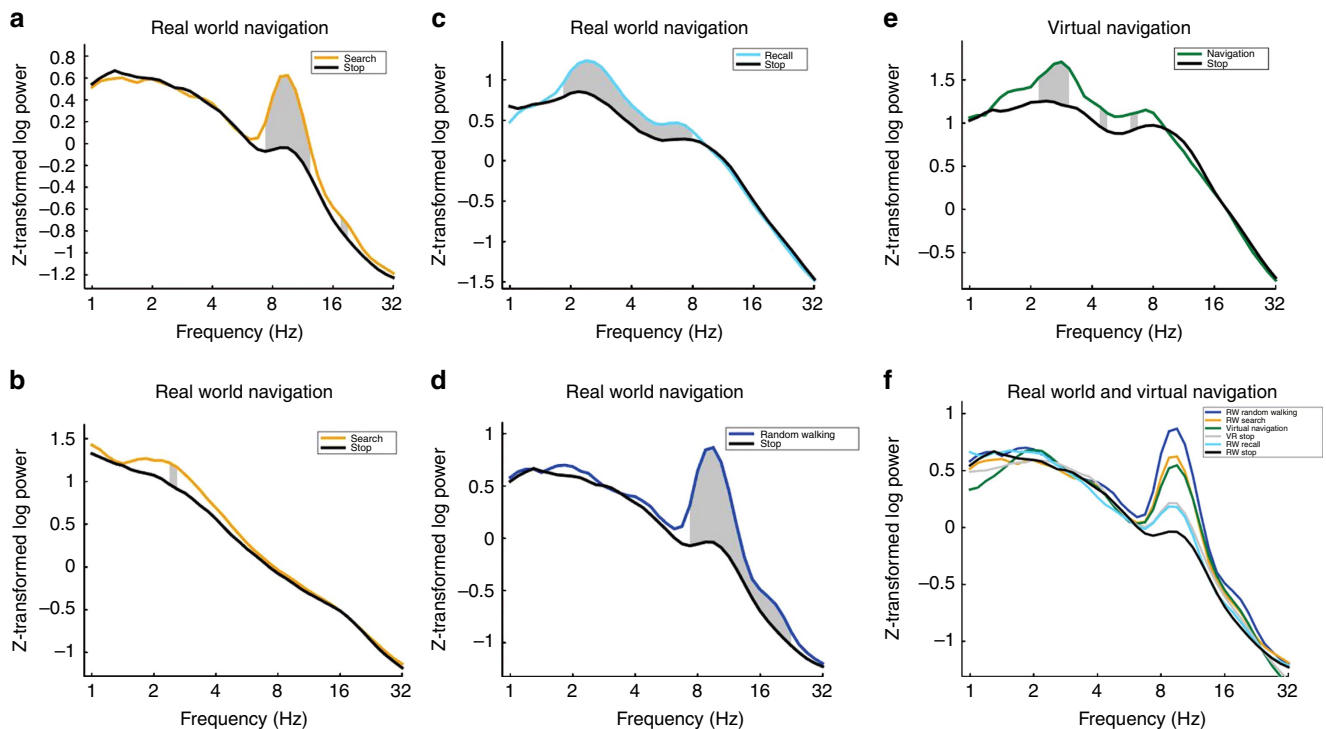 a
Real world navigation
Search
Stop
Z-transformed log power
0.8
0.6
0.4
0.2
0
−0.2
−0.4
−0.6
−0.8
−1
−1.2
1 2 4 8 16 32
Frequency (Hz)
c
Real world navigation
Recall
Stop
Z-transformed log power
1
0.5
0
−0.5
−1
−1.5
1 2 4 8 16 32
Frequency (Hz)
e
Virtual navigation
Navigation
Stop
Z-transformed log power
1.5
1.0
0.5
0
−0.5
1 2 4 8 16 32
Frequency (Hz)
b
Real world navigation
Search
Stop
Z-transformed log power
1.5
1.0
0.5
0
−0.5
−1
1 2 4 8 16 32
Frequency (Hz)
d
Real world navigation
Random walking
Stop
Z-transformed log power
1
0.5
0
−0.5
−1
1 2 4 8 16 32
Frequency (Hz)
f
Real world and virtual navigation
RW random walking
RW search
Virtual navigation
VR stop
RW recall
RW stop
Z-transformed log power
1
0.5
0
−0.5
−1
1 2 4 8 16 32
Frequency (Hz)